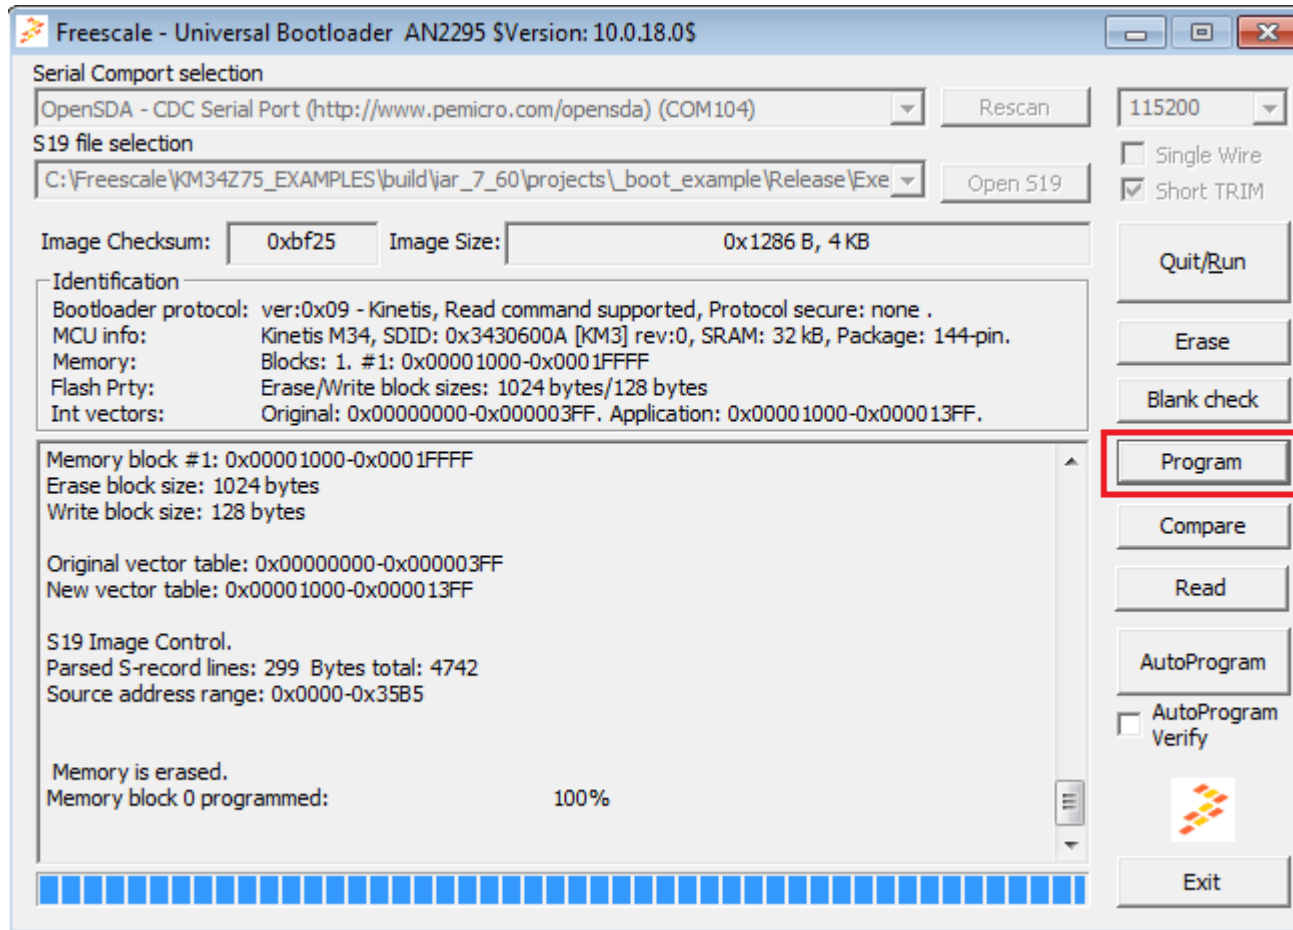 Freescale - Universal Bootloader AN2295 $Version: 10.0.18.0$
Serial Comport selection
OpenSDA - CDC Serial Port (http://www.pemicro.com/opensda) (COM104)
Rescan
115200
S19 file selection
Single Wire
C:\Freescale\KM34Z75_EXAMPLES\build\iar_7_60\projects\_boot_example\Release\Exe
Open S19
Short TRIM
Image Checksum: 0xbf25 Image Size: 0x1286 B, 4 KB
Quit/Run
Identification
Bootloader protocol: ver:0x09 - Kinetis, Read command supported, Protocol secure: none .
MCU info: Kinetis M34, SDID: 0x3430600A [KM3] rev:0, SRAM: 32 kB, Package: 144-pin.
Erase
Memory: Blocks: 1. #1: 0x00001000-0x0001FFFF
Flash Prty: Erase/Write block sizes: 1024 bytes/128 bytes
Blank check
Int vectors: Original: 0x00000000-0x000003FF. Application: 0x00001000-0x000013FF.
Memory block #1: 0x00001000-0x0001FFFF
Program
Erase block size: 1024 bytes
Write block size: 128 bytes
Compare
Original vector table: 0x00000000-0x000003FF
New vector table: 0x00001000-0x000013FF
Read
S19 Image Control.
Parsed S-record lines: 299 Bytes total: 4742
AutoProgram
Source address range: 0x0000-0x35B5
AutoProgram
Verify
Memory is erased.
Memory block 0 programmed: 100%
Exit